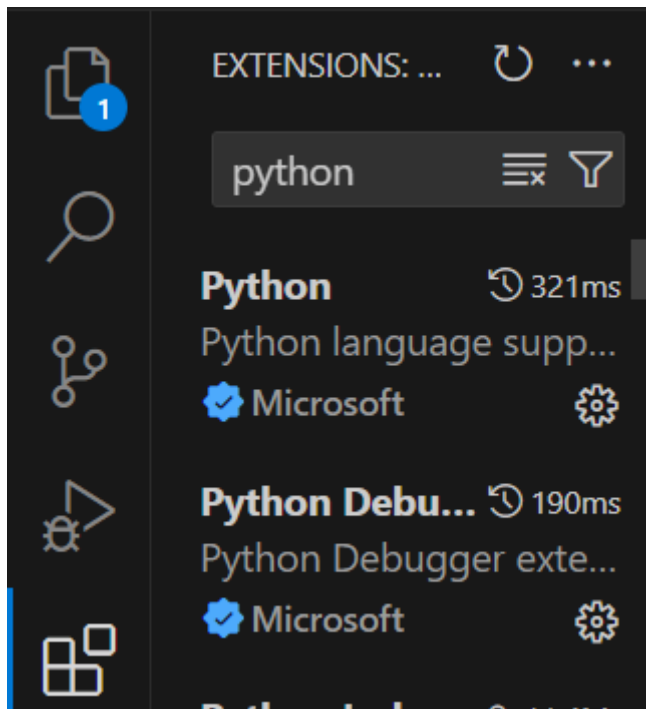 EXTENSIONS: ...
1
python
Python 321ms
Python language supp...
Microsoft
Python Debu... 190ms
Python Debugger exte...
Microsoft